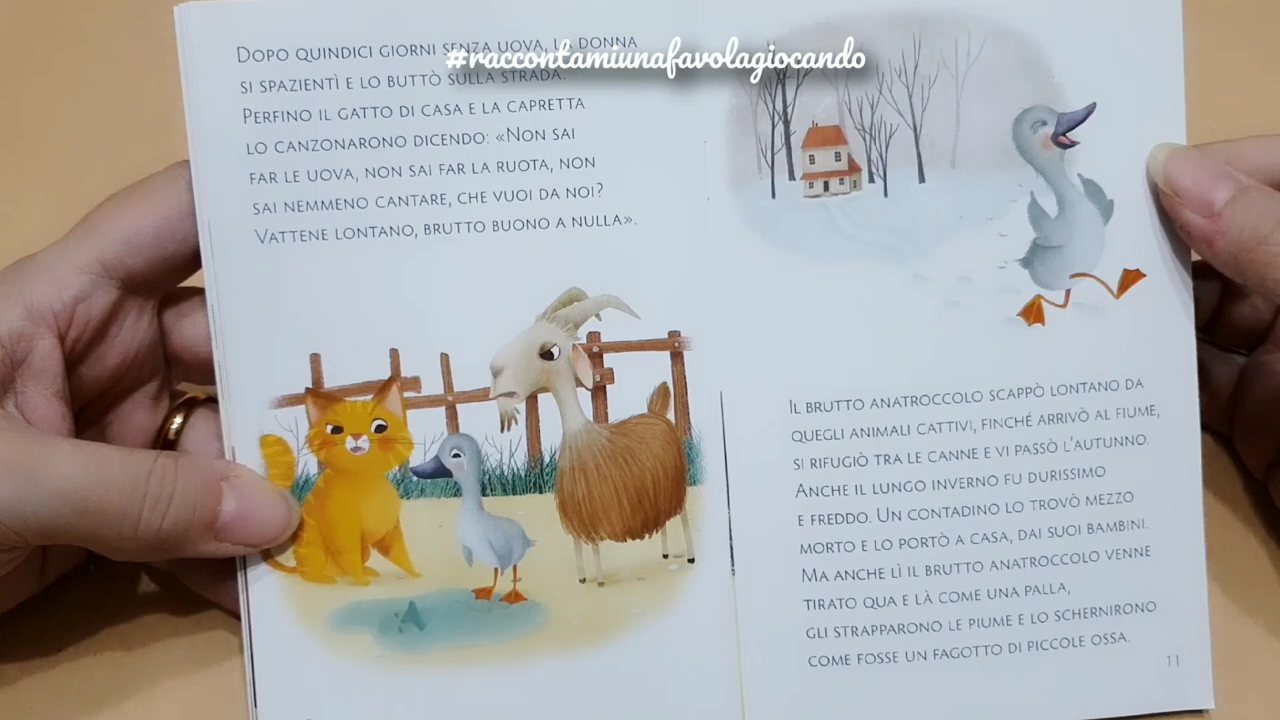 #raccontamiunafavolagiocando
DOPO QUINDICI GIORNI SENZA UOVA, LA DONNA
SI SPAZIENTÌ E LO BUTTÒ SULLA STRADA.
PERFINO IL GATTO DI CASA E LA CAPRETTA
LO CANZONARONO DICENDO: «NON SAI
FAR LE UOVA, NON SAI FAR LA RUOTA, NON
SAI NEMMENO CANTARE, CHE VUOI DA NOI?
VATTENE LONTANO, BRUTTO BUONO A NULLA».
IL BRUTTO ANATROCCOLO SCAPPÒ LONTANO DA
QUEGLI ANIMALI CATTIVI, FINCHÉ ARRIVÒ AL FIUME,
SI RIFUGIÒ TRA LE CANNE E VI PASSÒ L'AUTUNNO.
ANCHE IL LUNGO INVERNO FU DURISSIMO
E FREDDO. UN CONTADINO LO TROVÒ MEZZO
MORTO E LO PORTÒ A CASA, DAI SUOI BAMBINI.
MA ANCHE LÌ IL BRUTTO ANATROCCOLO VENNE
TIRATO QUA E LÀ COME UNA PALLA,
GLI STRAPPARONO LE PIUME E LO SCHERNIRONO
COME FOSSE UN FAGOTTO DI PICCOLE OSSA.
11